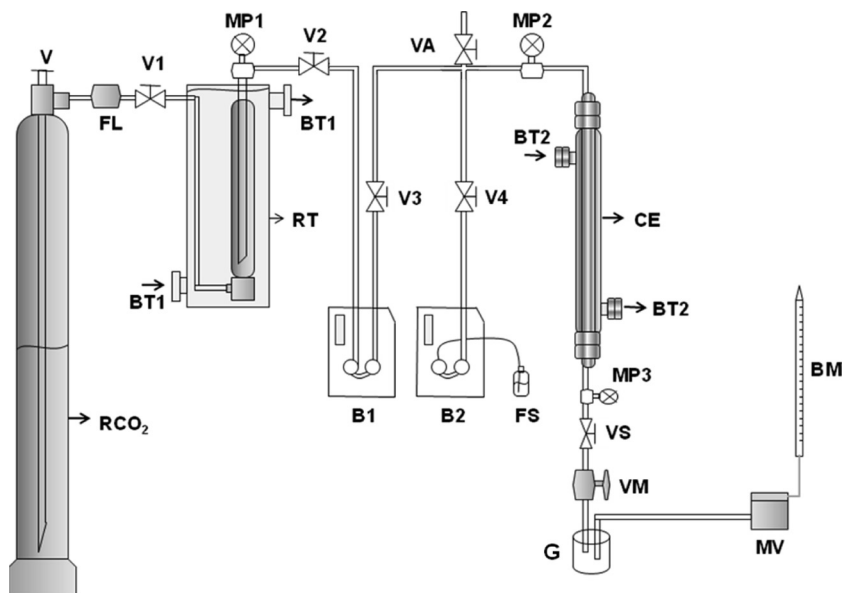 MP1
V2
VA
MP2
V
V1
FL
BT1
BT2
V3
V4
RT
CE
BT1
BT2
MP3
BM
B1
B2
FS
VS
RCO₂
VM
G
MV